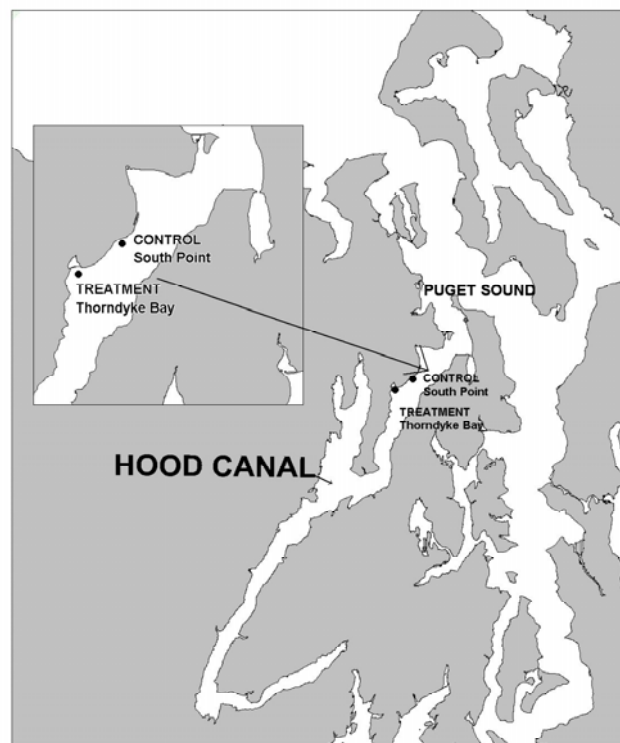 CONTROL
South Point
TREATMENT
Thorndyke Bay
PUGET SOUND
CONTROL
South Point
TREATMENT
Thorndyke Bay
HOOD CANAL